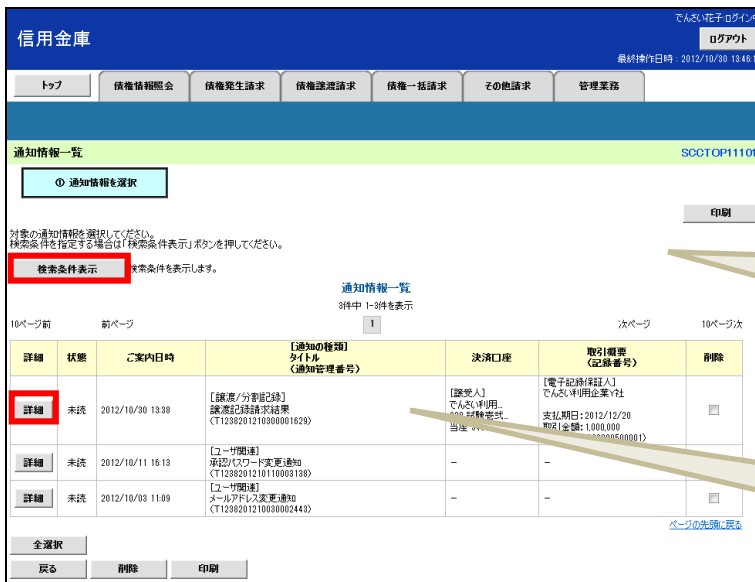 でんさい花子ログイン中
信用金庫
ログアウト
最終操作日時：2012/10/30 13:46:1
トップ 債権情報照会 債権発生請求 債権譲渡請求 債権一括請求 その他請求 管理業務
通知情報一覧 SCCTOP11101
① 通知情報を選択
印刷
対象の通知情報を選択してください。
検索条件を指定する場合は「検索条件表示」ボタンを押してください。
検索条件表示 検索条件を表示します。
通知情報一覧
3件中 1-3件を表示
10ページ前 前ページ 1 次ページ 10ページ次
詳細 状態 ご案内日時 [通知の種類] タイトル (通知管理番号) 決済口座 取引概要 (記録番号) 削除
詳細 未読 2012/10/30 13:38
[譲渡/分割記録]
譲渡記録請求結果
(T1238201210300001629)
[譲受人]
でんさい利用...
試験壱弐...
当座
[電子記録保証人]
でんさい利用企業Y社
支払期日：2012/12/20
取引金額：1,000,000
00000500001)
詳細 未読 2012/10/11 16:13
[ユーザ関連]
承認パスワード変更通知
(T1238201210110003138)
－
－
詳細 未読 2012/10/03 11:09
[ユーザ関連]
メールアドレス変更通知
(T1238201210030002443)
－
－
ページの先頭に戻る
全選択
戻る 削除 印刷